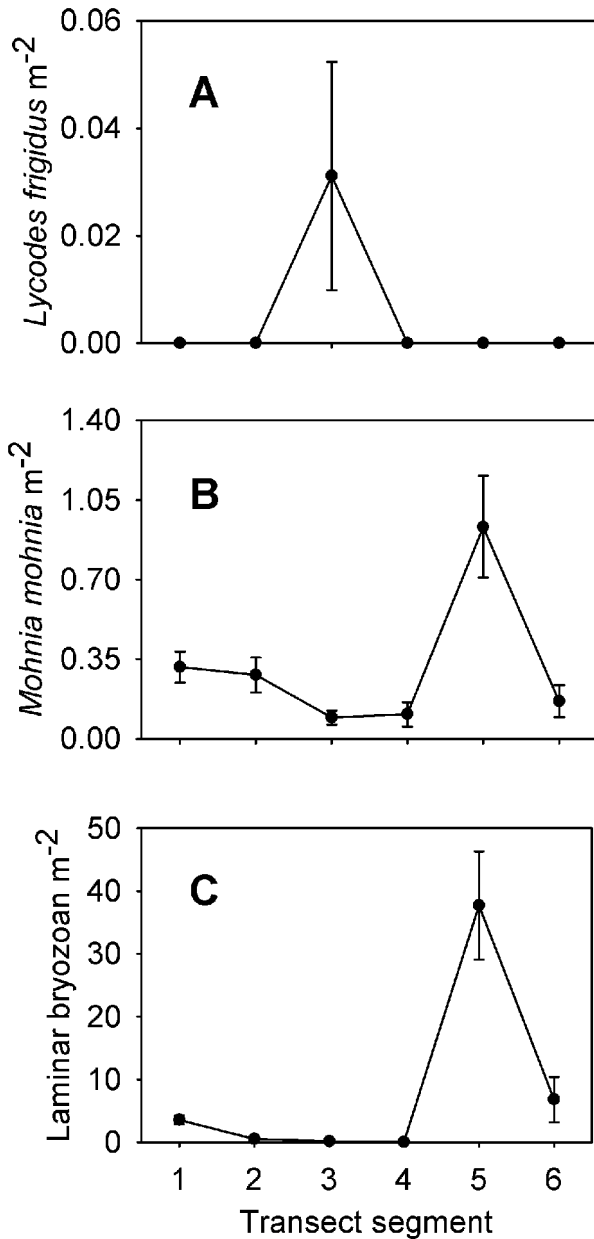 0.06
A
0.04
0.02
0.00
Lycodes frigidus m-2
1.40
B
1.05
0.70
0.35
0.00
Mohnia mohnia m-2
50
C
40
30
20
10
0
Laminar bryozoan m-2
1 2 3 4 5 6
Transect segment